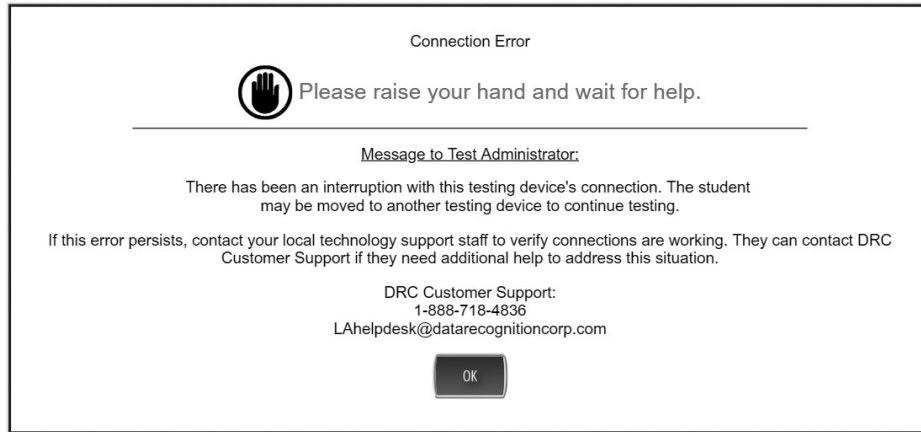 Connection Error
Please raise your hand and wait for help.
Message to Test Administrator:
There has been an interruption with this testing device's connection. The student
may be moved to another testing device to continue testing.
If this error persists, contact your local technology support staff to verify connections are working. They can contact DRC
Customer Support if they need additional help to address this situation.
DRC Customer Support:
1-888-718-4836
LAhelpdesk@datarecognitioncorp.com
OK